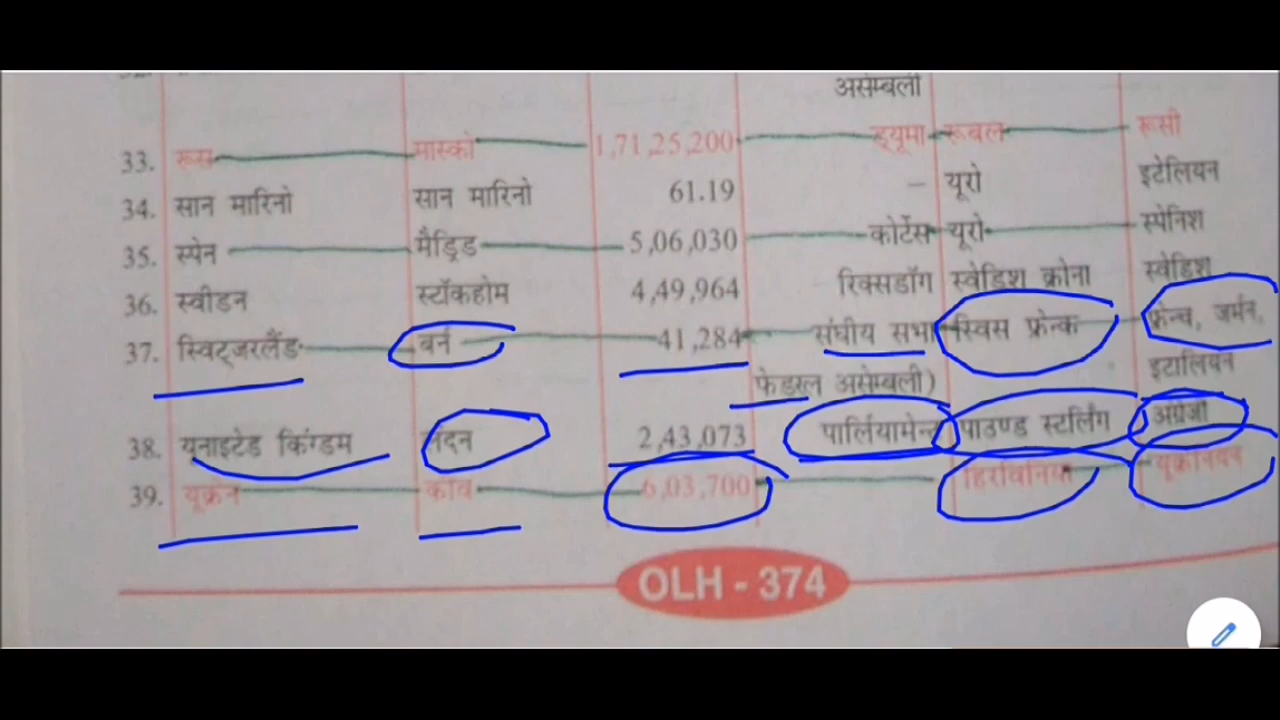 असेम्बली
33. रूस मास्को 1,71,25,200 ड्यूमा रूबल रूसी
34. सान मारिनो सान मारिनो 61.19 – यूरो इटेलियन
35. स्पेन मैड्रिड 5,06,030 कोर्टेस यूरो स्पेनिश
36. स्वीडन स्टॉकहोम 4,49,964 रिक्सडॉग स्वेडिश क्रोना स्वेडिश
37. स्विट्जरलैंड बर्न 41,284 संघीय सभा स्विस फ्रेन्क फ्रेन्च, जर्मन,
फेडरल असेम्बली) इटालियन
38. यूनाइटेड किंग्डम लंदन 2,43,073 पार्लियामेन्ट पाउण्ड स्टर्लिंग अंग्रेजी
39. यूक्रेन कीव 6,03,700 यूक्रेनियन
OLH - 374